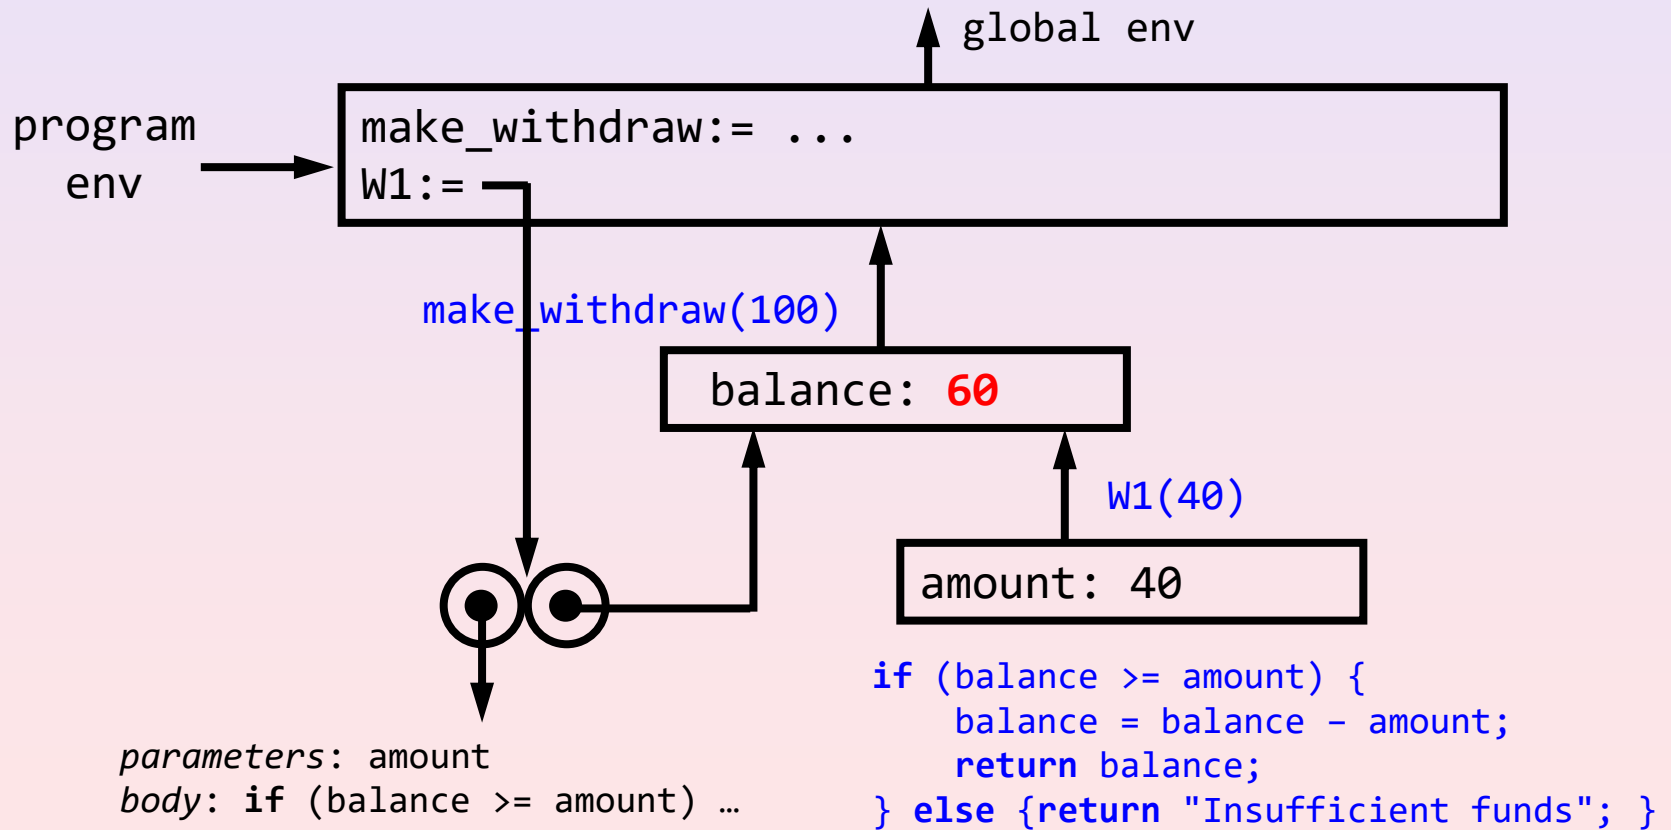 global env
program
env
make_withdraw:= ...
W1:=
make_withdraw(100)
balance: 60
W1(40)
amount: 40
if (balance >= amount) {
balance = balance – amount;
return balance;
} else {return "Insufficient funds"; }
parameters: amount
body: if (balance >= amount) …